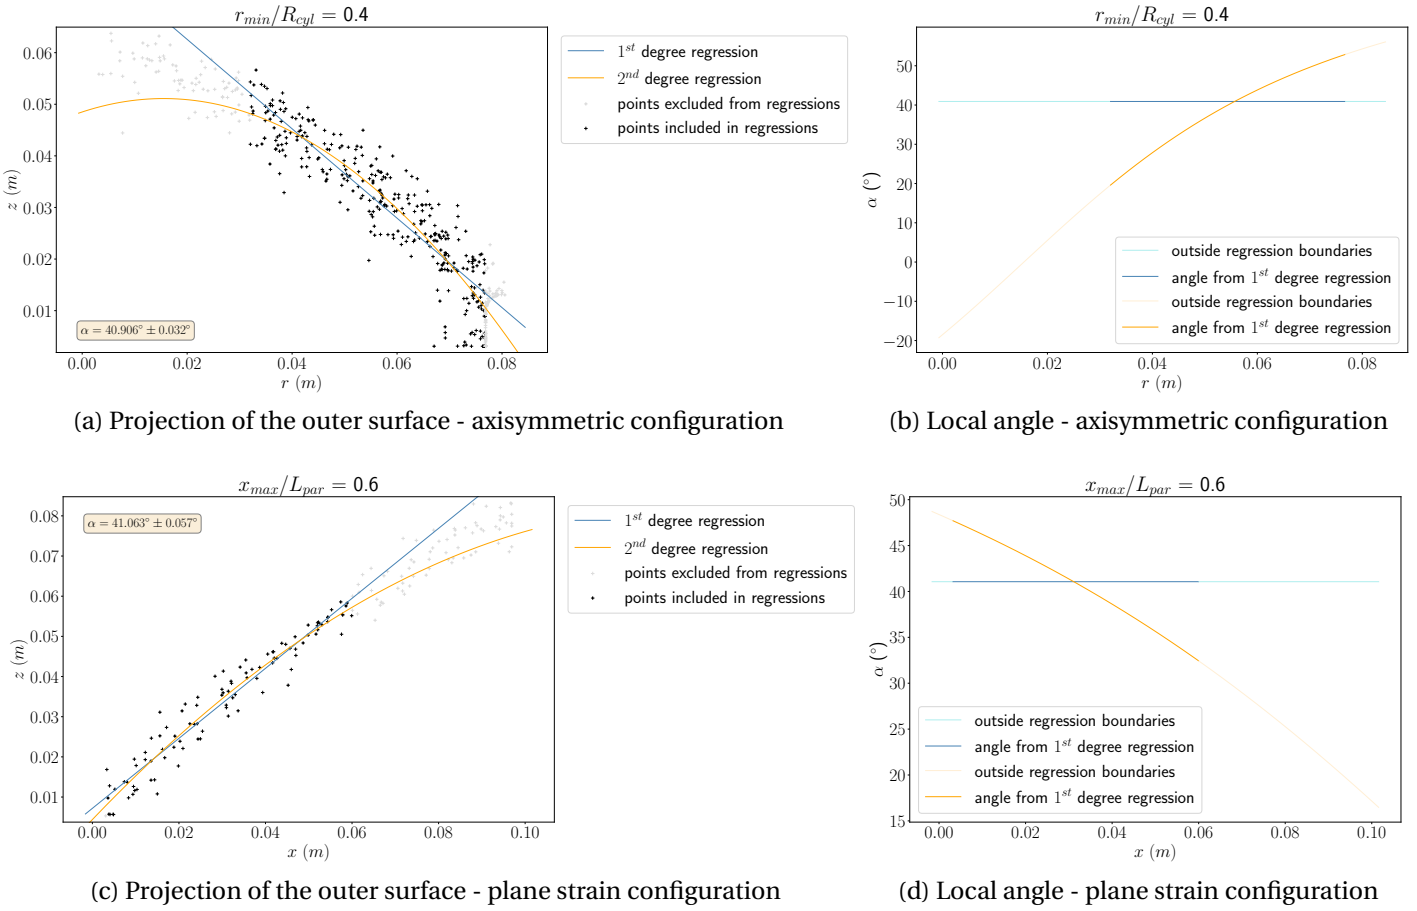 r_min/R_cyl = 0.4
0.06
0.05
0.04
0.03
0.02
0.01
z (m)
α = 40.906° ± 0.032°
0.00 0.02 0.04 0.06 0.08
r (m)
1st degree regression
2nd degree regression
points excluded from regressions
points included in regressions
(a) Projection of the outer surface - axisymmetric configuration
r_min/R_cyl = 0.4
50
40
30
20
10
0
−10
−20
α (°)
outside regression boundaries
angle from 1st degree regression
outside regression boundaries
angle from 1st degree regression
0.00 0.02 0.04 0.06 0.08
r (m)
(b) Local angle - axisymmetric configuration
x_max/L_par = 0.6
α = 41.063° ± 0.057°
0.08
0.07
0.06
0.05
0.04
0.03
0.02
0.01
z (m)
0.00 0.02 0.04 0.06 0.08 0.10
x (m)
1st degree regression
2nd degree regression
points excluded from regressions
points included in regressions
(c) Projection of the outer surface - plane strain configuration
x_max/L_par = 0.6
50
45
40
35
30
25
20
15
α (°)
outside regression boundaries
angle from 1st degree regression
outside regression boundaries
angle from 1st degree regression
0.00 0.02 0.04 0.06 0.08 0.10
x (m)
(d) Local angle - plane strain configuration